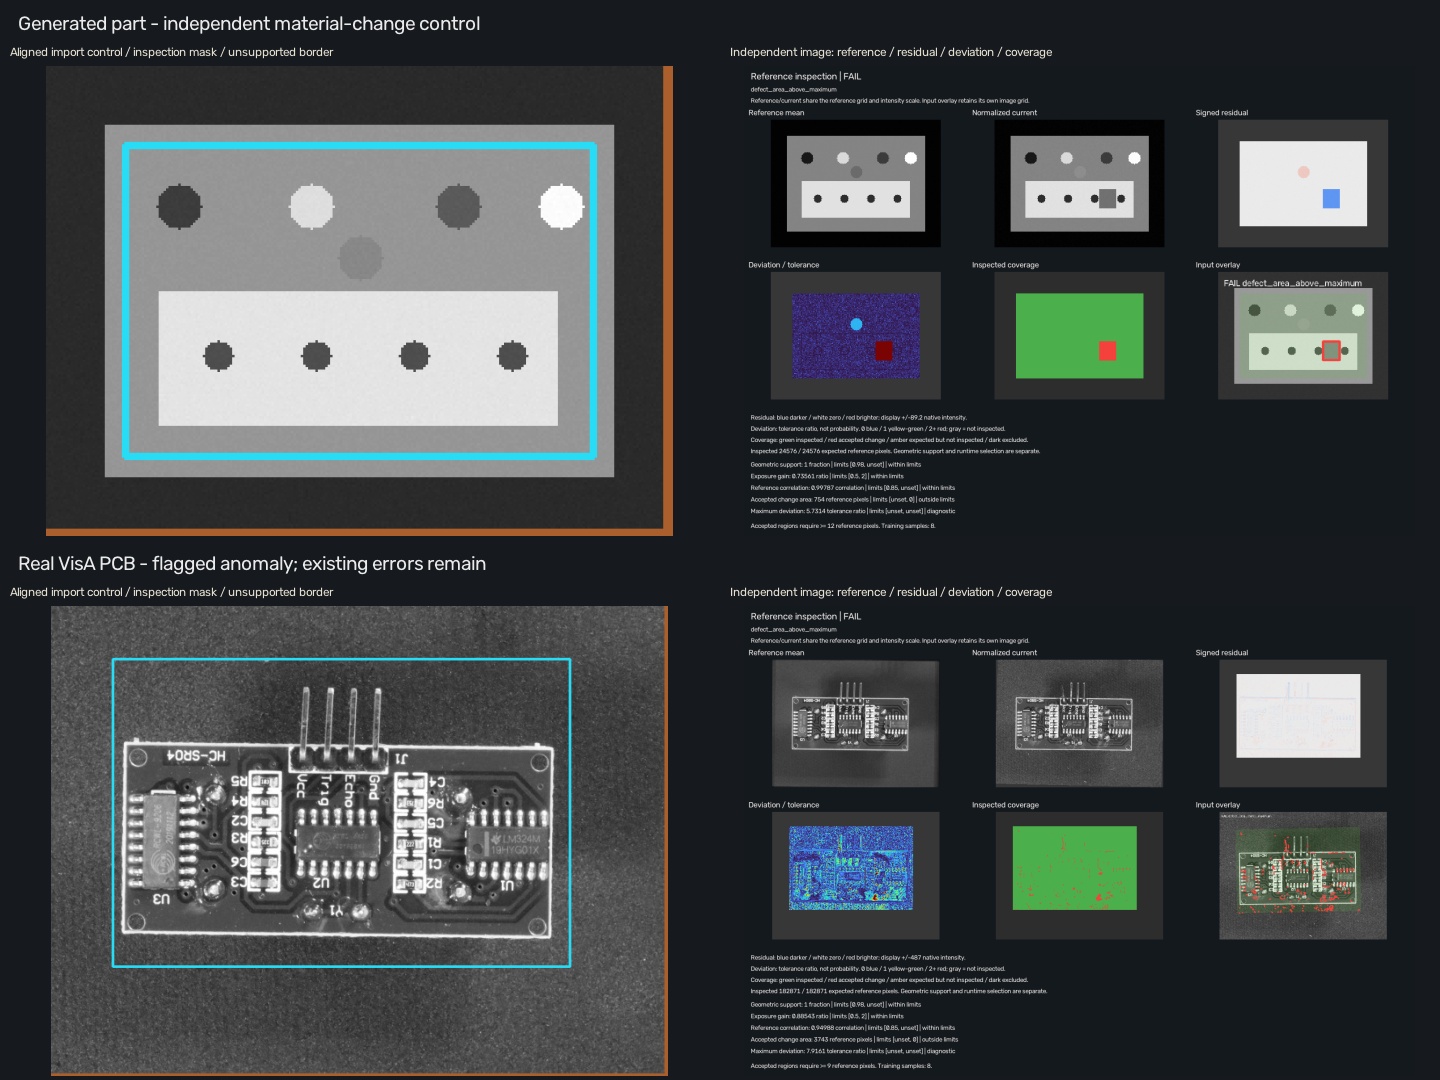 Generated part - independent material-change control
Aligned import control / inspection mask / unsupported border
Independent image: reference / residual / deviation / coverage
Reference inspection | FAIL
defect_area_above_maximum
Reference/current share the reference grid and intensity scale. Input overlay retains its own image grid.
Reference mean
Normalized current
Signed residual
Deviation / tolerance
Inspected coverage
Input overlay
FAIL defect_area_above_maximum
Residual: blue darker / white zero / red brighter; display +/-89.2 native intensity.
Deviation: tolerance ratio, not probability. 0 blue / 1 yellow-green / 2+ red; gray = not inspected.
Coverage: green inspected / red accepted change / amber expected but not inspected / dark excluded.
Inspected 24576 / 24576 expected reference pixels. Geometric support and runtime selection are separate.
Geometric support: 1 fraction | limits [0.98, unset] | within limits
Exposure gain: 0.73561 ratio | limits [0.5, 2] | within limits
Reference correlation: 0.99787 correlation | limits [0.85, unset] | within limits
Accepted change area: 754 reference pixels | limits [unset, 0] | outside limits
Maximum deviation: 5.7314 tolerance ratio | limits [unset, unset] | diagnostic
Accepted regions require >= 12 reference pixels. Training samples: 8.
Real VisA PCB - flagged anomaly; existing errors remain
Aligned import control / inspection mask / unsupported border
Independent image: reference / residual / deviation / coverage
HC-SR04
J1
Vcc
Trig
Echo
Gnd
R5
R4
C2
R3
C6
C3
C4
R6
C5
R1
C1
R2
LM324M
19HYG01X
U3
U2
Y1
U1
Reference inspection | FAIL
defect_area_above_maximum
Reference/current share the reference grid and intensity scale. Input overlay retains its own image grid.
Reference mean
Normalized current
Signed residual
Deviation / tolerance
Inspected coverage
Input overlay
Residual: blue darker / white zero / red brighter; display +/-487 native intensity.
Deviation: tolerance ratio, not probability. 0 blue / 1 yellow-green / 2+ red; gray = not inspected.
Coverage: green inspected / red accepted change / amber expected but not inspected / dark excluded.
Inspected 182871 / 182871 expected reference pixels. Geometric support and runtime selection are separate.
Geometric support: 1 fraction | limits [0.98, unset] | within limits
Exposure gain: 0.88543 ratio | limits [0.5, 2] | within limits
Reference correlation: 0.94988 correlation | limits [0.85, unset] | within limits
Accepted change area: 3743 reference pixels | limits [unset, 0] | outside limits
Maximum deviation: 7.9161 tolerance ratio | limits [unset, unset] | diagnostic
Accepted regions require >= 9 reference pixels. Training samples: 8.